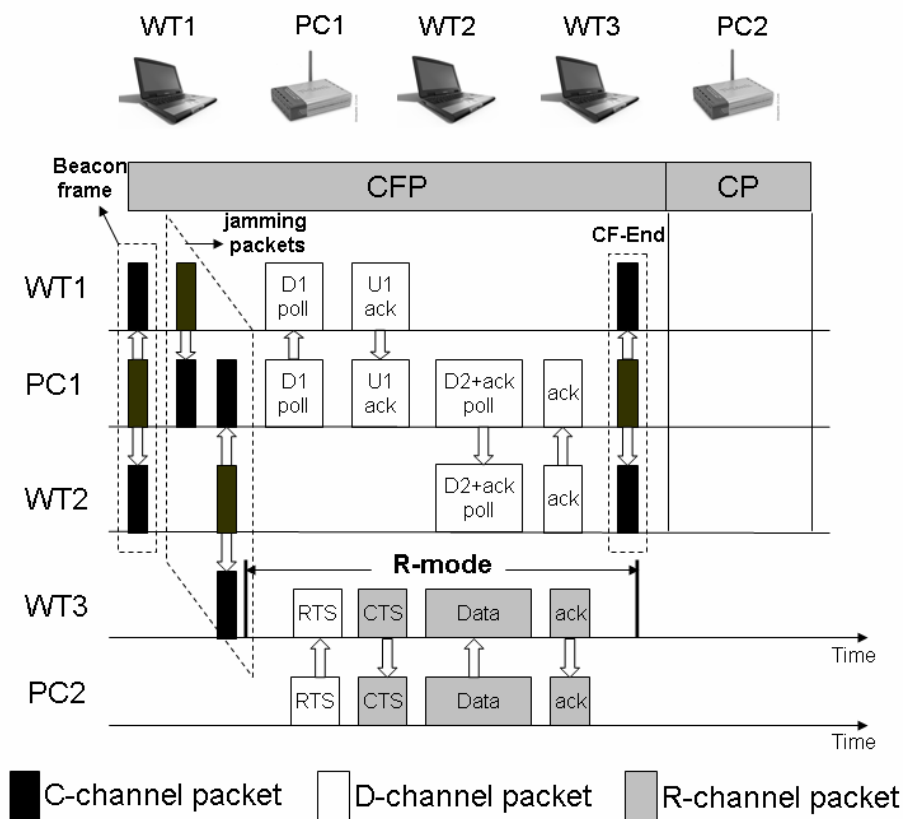 WT1 PC1 WT2 WT3 PC2
Beacon
frame
CFP CP
jamming
packets
CF-End
WT1
D1
poll
U1
ack
PC1
D1
poll
U1
ack
D2+ack
poll
ack
WT2
D2+ack
poll
ack
R-mode
WT3
RTS CTS Data ack
Time
PC2
RTS CTS Data ack
Time
C-channel packet D-channel packet R-channel packet